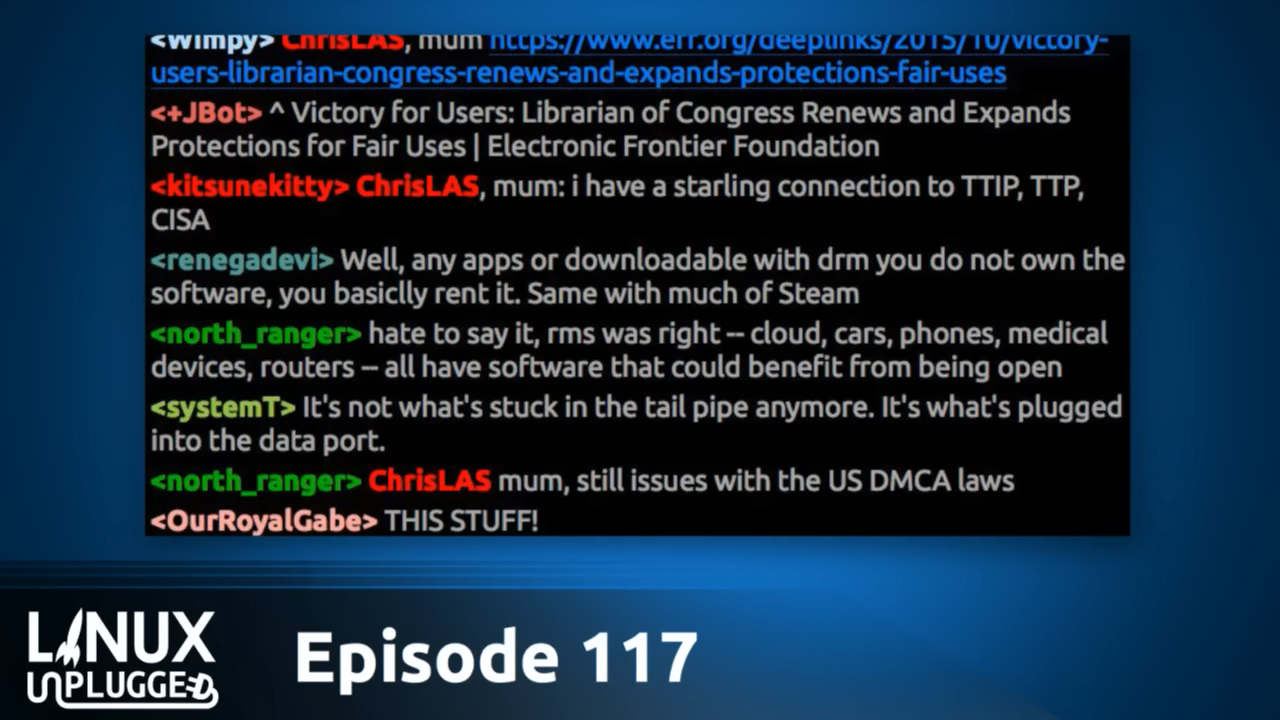 <Wimpy> ChrisLAS, mum https://www.eff.org/deeplinks/2015/10/victory-
users-librarian-congress-renews-and-expands-protections-fair-uses
<+JBot> ^ Victory for Users: Librarian of Congress Renews and Expands
Protections for Fair Uses | Electronic Frontier Foundation
<kitsunekitty> ChrisLAS, mum: i have a starling connection to TTIP, TTP,
CISA
<renegadevi> Well, any apps or downloadable with drm you do not own the
software, you basiclly rent it. Same with much of Steam
<north_ranger> hate to say it, rms was right -- cloud, cars, phones, medical
devices, routers -- all have software that could benefit from being open
<systemT> It's not what's stuck in the tail pipe anymore. It's what's plugged
into the data port.
<north_ranger> ChrisLAS mum, still issues with the US DMCA laws
<OurRoyalGabe> THIS STUFF!
LINUX
UNPLUGGED
Episode 117